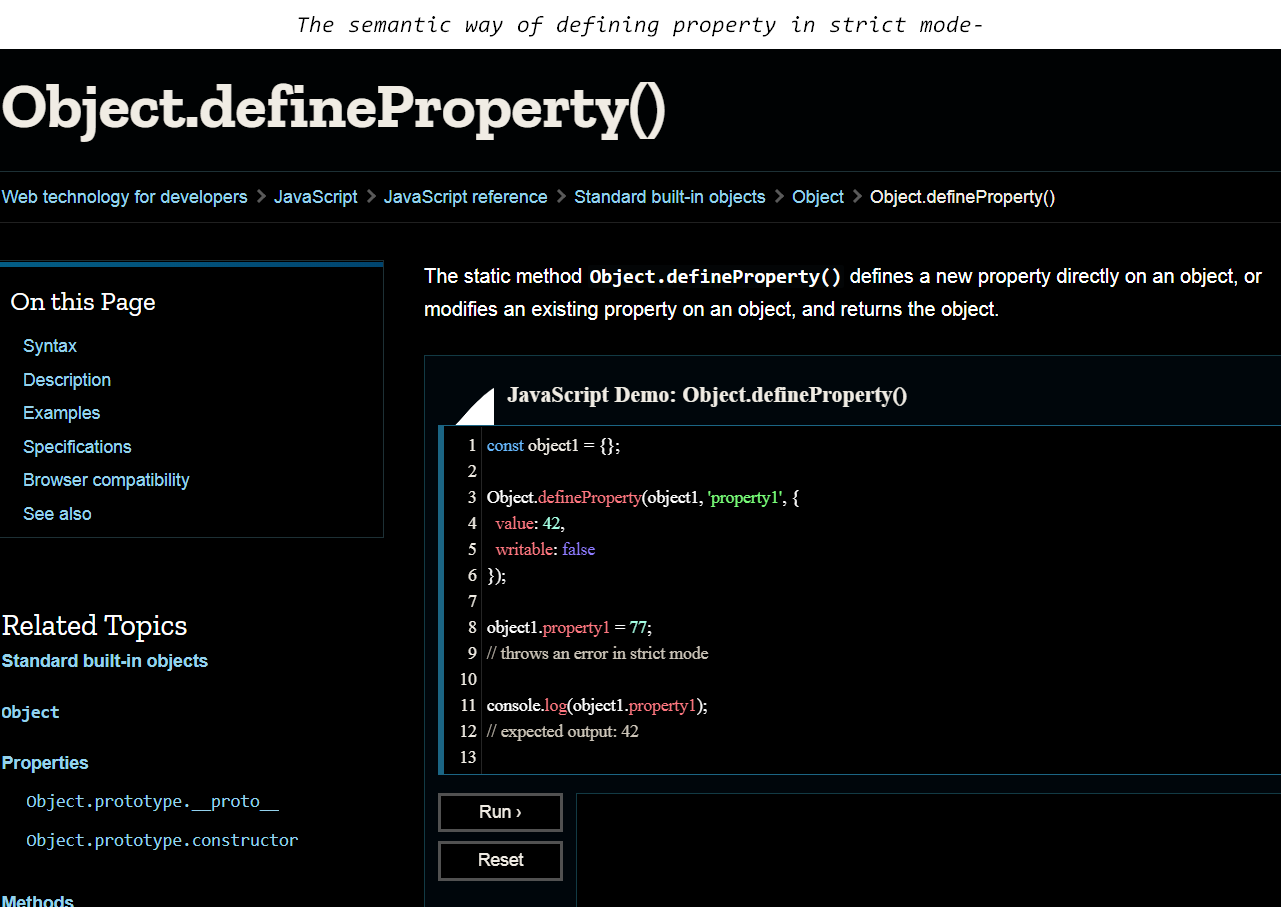 The semantic way of defining property in strict mode-
Object.defineProperty()
Web technology for developers > JavaScript > JavaScript reference > Standard built-in objects > Object > Object.defineProperty()
On this Page
Syntax
Description
Examples
Specifications
Browser compatibility
See also
Related Topics
Standard built-in objects
Object
Properties
Object.prototype.__proto__
Object.prototype.constructor
Methods
The static method Object.defineProperty() defines a new property directly on an object, or
modifies an existing property on an object, and returns the object.
JavaScript Demo: Object.defineProperty()
1 const object1 = {};
2
3 Object.defineProperty(object1, 'property1', {
4   value: 42,
5   writable: false
6 });
7
8 object1.property1 = 77;
9 // throws an error in strict mode
10
11 console.log(object1.property1);
12 // expected output: 42
13
Run ›
Reset